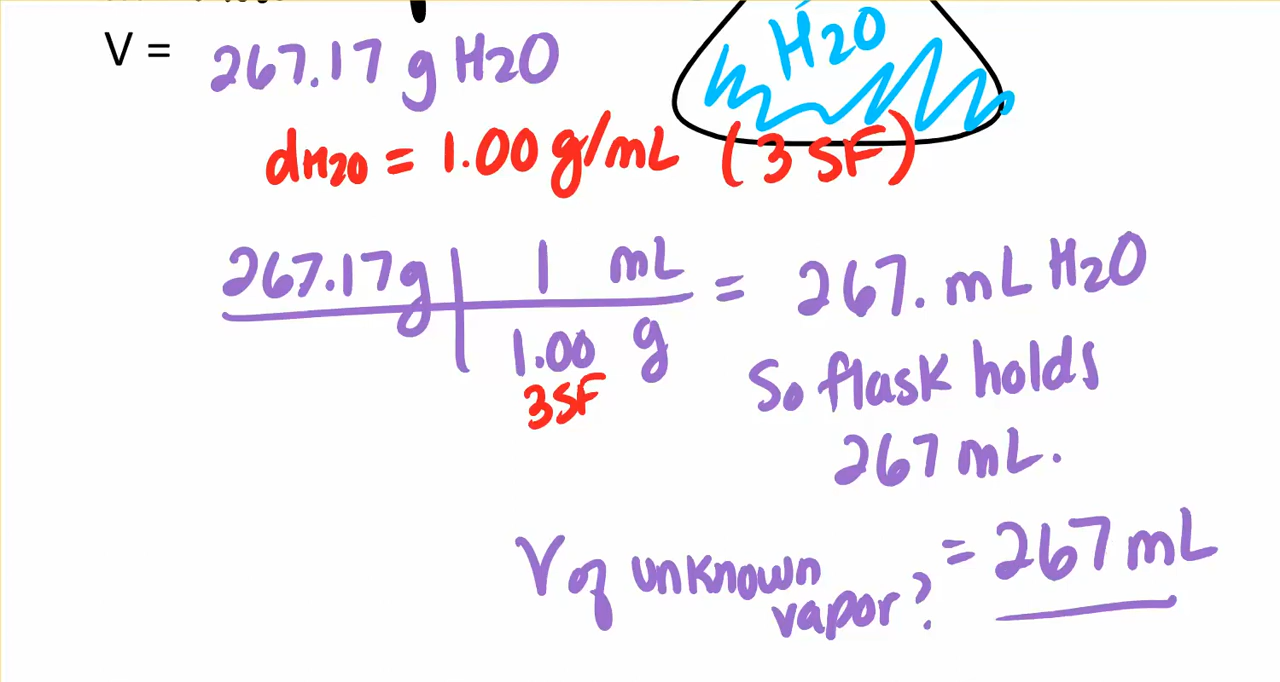 V = 267.17 g H2O
H2O
dH2O = 1.00 g/mL (3 SF)
267.17g | 1 mL = 267. mL H2O
1.00 g
3SF
So flask holds
267 mL.
V of unknown vapor? = 267 mL